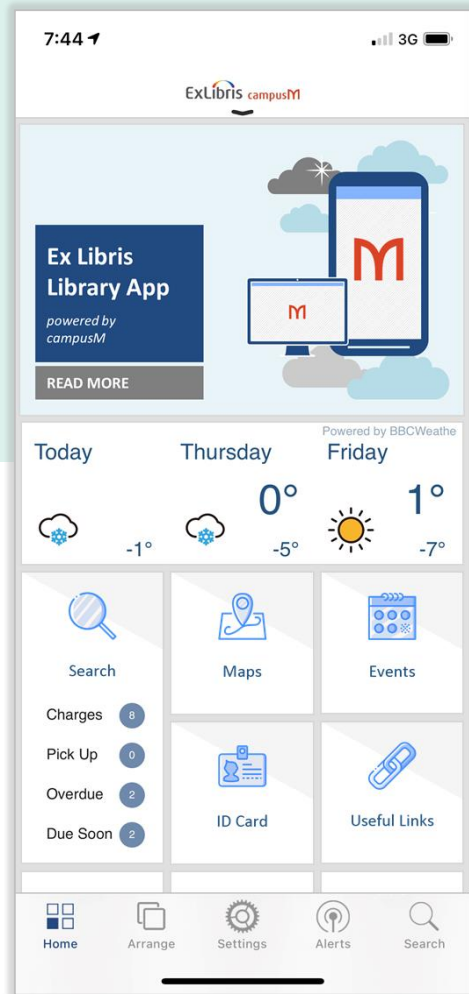 7:44
3G
ExLibris campusM
Ex Libris
Library App
powered by
campusM
READ MORE
M
M
Powered by BBCWeathe
Today Thursday Friday
0° 1°
-1° -5° -7°
Search
Maps
Events
Charges 8
Pick Up 0
Overdue 2
Due Soon 2
ID Card
Useful Links
Home Arrange Settings Alerts Search